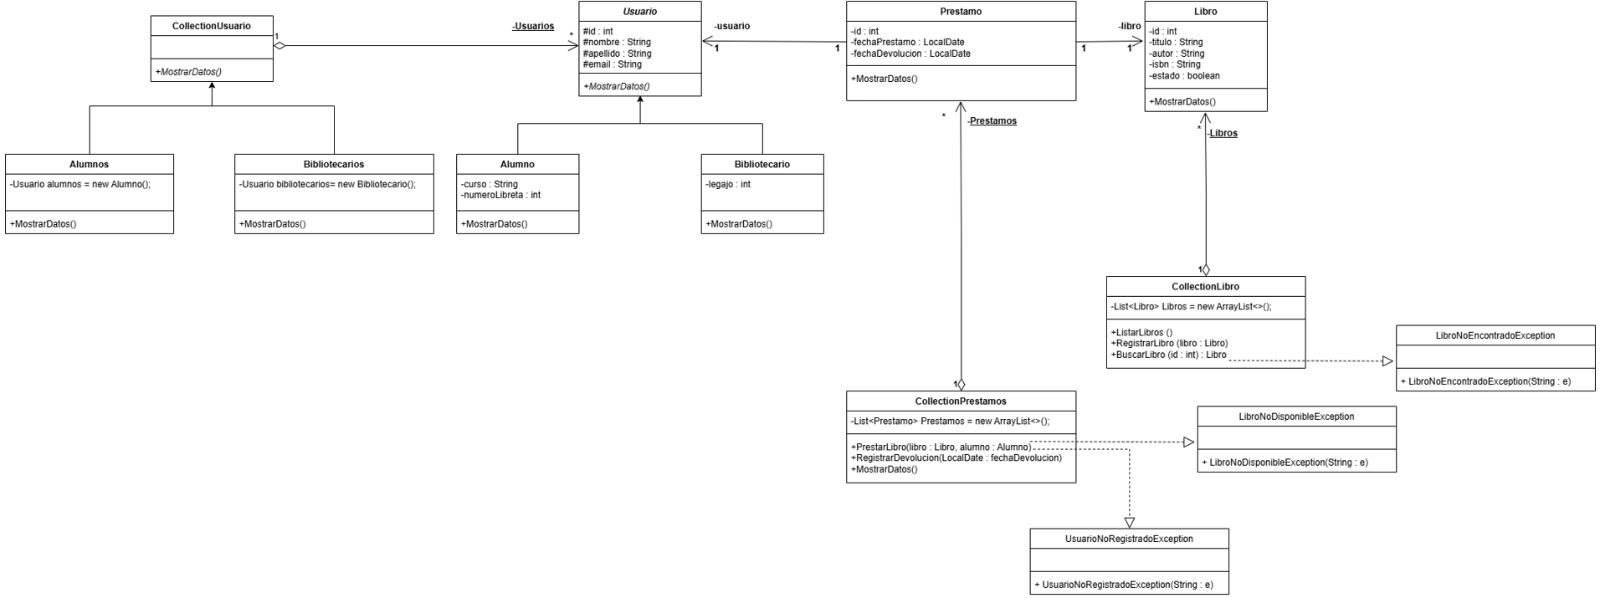 CollectionUsuario
+MostrarDatos()
1
-Usuarios
*
Usuario
#id : int
#nombre : String
#apellido : String
#email : String
+MostrarDatos()
-usuario
1
1
Prestamo
-id : int
-fechaPrestamo : LocalDate
-fechaDevolucion : LocalDate
+MostrarDatos()
-libro
1
1
Libro
-id : int
-titulo : String
-autor : String
-isbn : String
-estado : boolean
+MostrarDatos()
*
-Prestamos
*
-Libros
Alumnos
-Usuario alumnos = new Alumno();
+MostrarDatos()
Bibliotecarios
-Usuario bibliotecarios= new Bibliotecario();
+MostrarDatos()
Alumno
-curso : String
-numeroLibreta : int
+MostrarDatos()
Bibliotecario
-legajo : int
+MostrarDatos()
1
CollectionLibro
-List<Libro> Libros = new ArrayList<>();
+ListarLibros ()
+RegistrarLibro (libro : Libro)
+BuscarLibro (id : int) : Libro
LibroNoEncontradoException
+ LibroNoEncontradoException(String : e)
1
CollectionPrestamos
-List<Prestamo> Prestamos = new ArrayList<>();
+PrestarLibro(libro : Libro, alumno : Alumno)
+RegistrarDevolucion(LocalDate : fechaDevolucion)
+MostrarDatos()
LibroNoDisponibleException
+ LibroNoDisponibleException(String : e)
UsuarioNoRegistradoException
+ UsuarioNoRegistradoException(String : e)